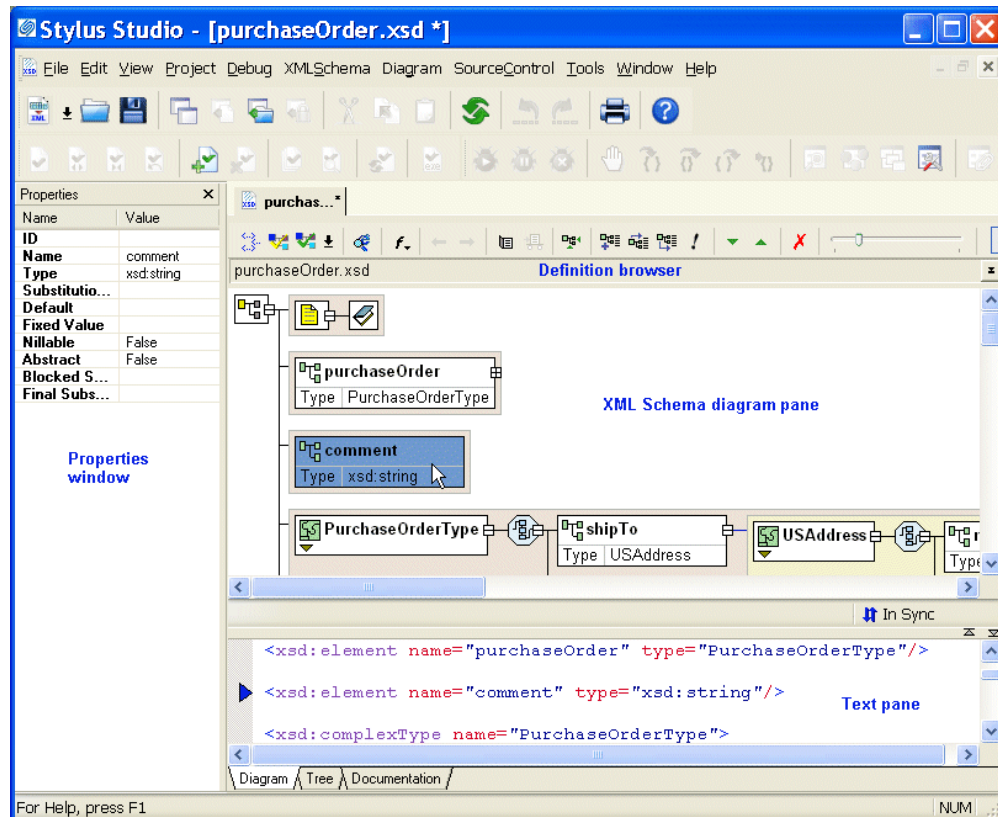 Stylus Studio - [purchaseOrder.xsd *]
File Edit View Project Debug XMLSchema Diagram SourceControl Tools Window Help
Properties
purchas...*
Name Value
ID
Name comment
Type xsd:string
Substitutio...
Default
Fixed Value
Nillable False
Abstract False
Blocked S...
Final Subs...
Properties
window
purchaseOrder.xsd
Definition browser
purchaseOrder
Type PurchaseOrderType
XML Schema diagram pane
comment
Type xsd:string
PurchaseOrderType
shipTo
Type USAddress
USAddress
Type
In Sync
<xsd:element name="purchaseOrder" type="PurchaseOrderType"/>
<xsd:element name="comment" type="xsd:string"/>
Text pane
<xsd:complexType name="PurchaseOrderType">
Diagram Tree Documentation
For Help, press F1
NUM